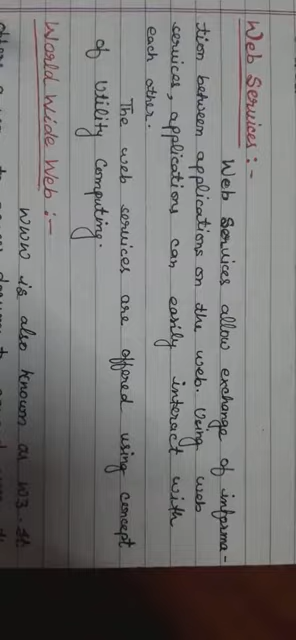 Web Services :-
Web Services allow exchange of informa-
tion between applications on the web. Using web
services, applications can easily interact with
each other.
The web services are offered using concept
of Utility Computing.
World Wide Web :-
WWW is also known as W3. It